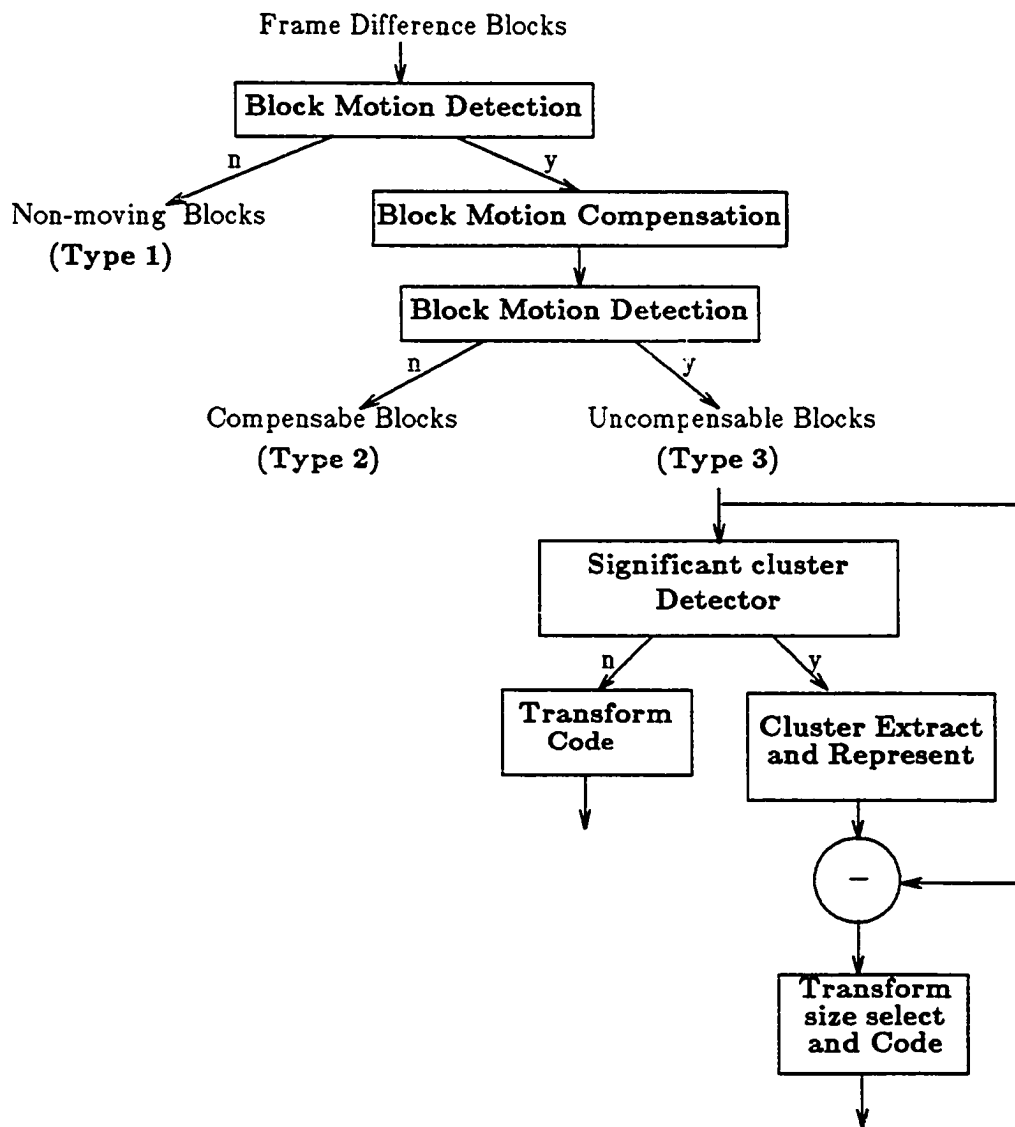 Frame Difference Blocks
Block Motion Detection
n
y
Non-moving Blocks
(Type 1)
Block Motion Compensation
Block Motion Detection
n
y
Compensabe Blocks
(Type 2)
Uncompensable Blocks
(Type 3)
Significant cluster
Detector
n
y
Transform
Code
Cluster Extract
and Represent
−
Transform
size select
and Code